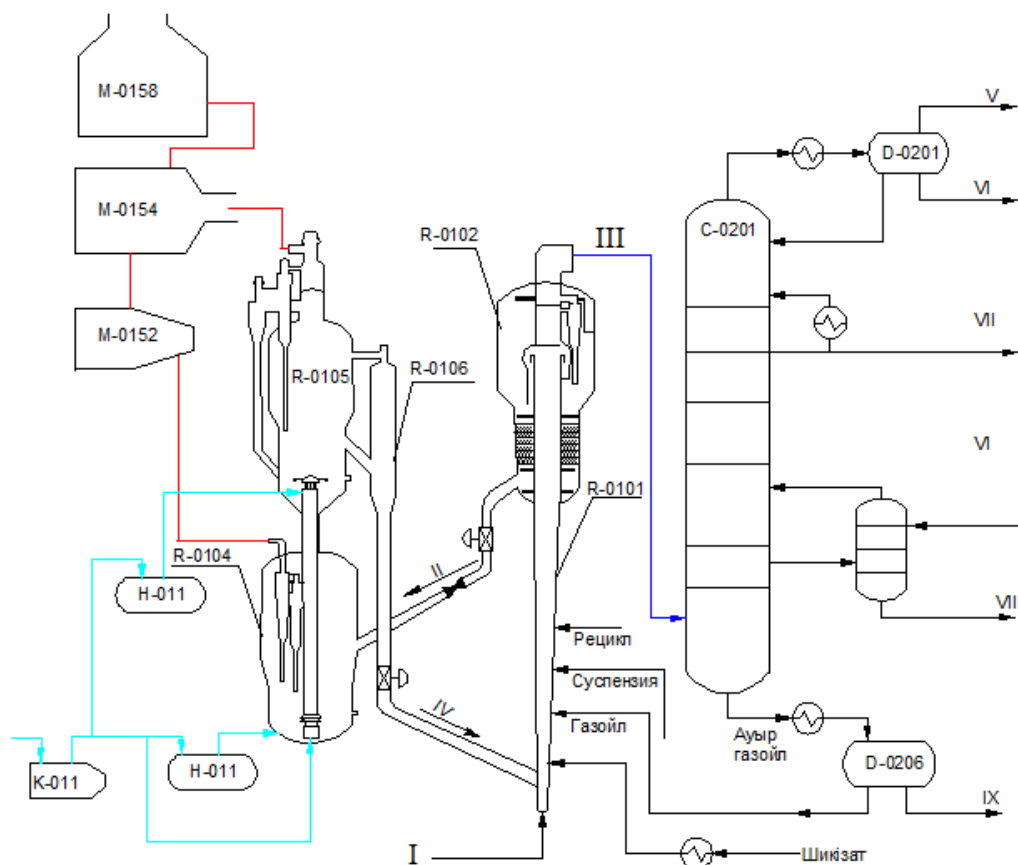 M-0158
V
D-0201
M-0154
VI
R-0102
III
C-0201
M-0152
VII
R-0105
R-0106
VI
R-0101
II
R-0104
H-011
VIII
Рецикл
Суспензия
IV
Газойл
Ауыр
газойл
H-011
K-011
D-0206
IX
I
Шикізат